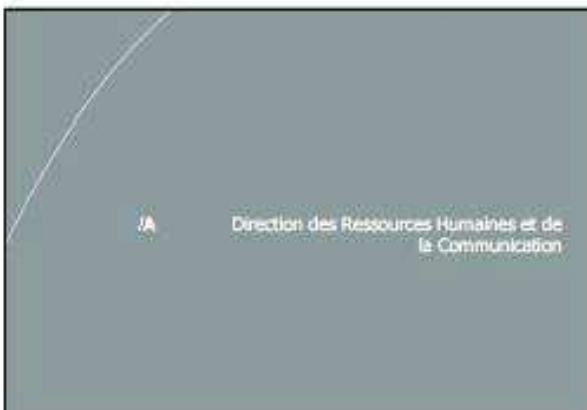 /A Direction des Ressources Humaines et de
la Communication